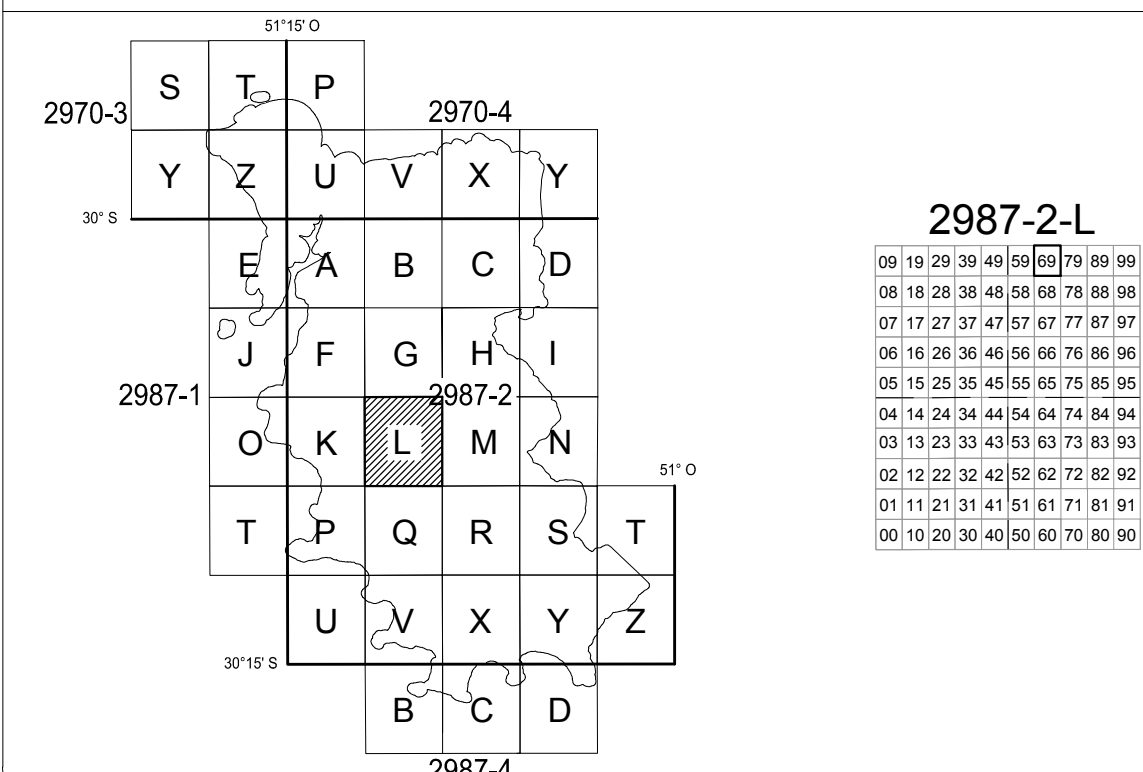 51°15' O
S T P
2970-3 2970-4
Y Z U V X Y
30° S
E A B C D
J F G H I
2987-1 2987-2
O K L M N
51° O
T P Q R S T
U V X Y Z
30°15' S
B C D
2987-4
2987-2-L
09 19 29 39 49 59 69 79 89 99
08 18 28 38 48 58 68 78 88 98
07 17 27 37 47 57 67 77 87 97
06 16 26 36 46 56 66 76 86 96
05 15 25 35 45 55 65 75 85 95
04 14 24 34 44 54 64 74 84 94
03 13 23 33 43 53 63 73 83 93
02 12 22 32 42 52 62 72 82 92
01 11 21 31 41 51 61 71 81 91
00 10 20 30 40 50 60 70 80 90